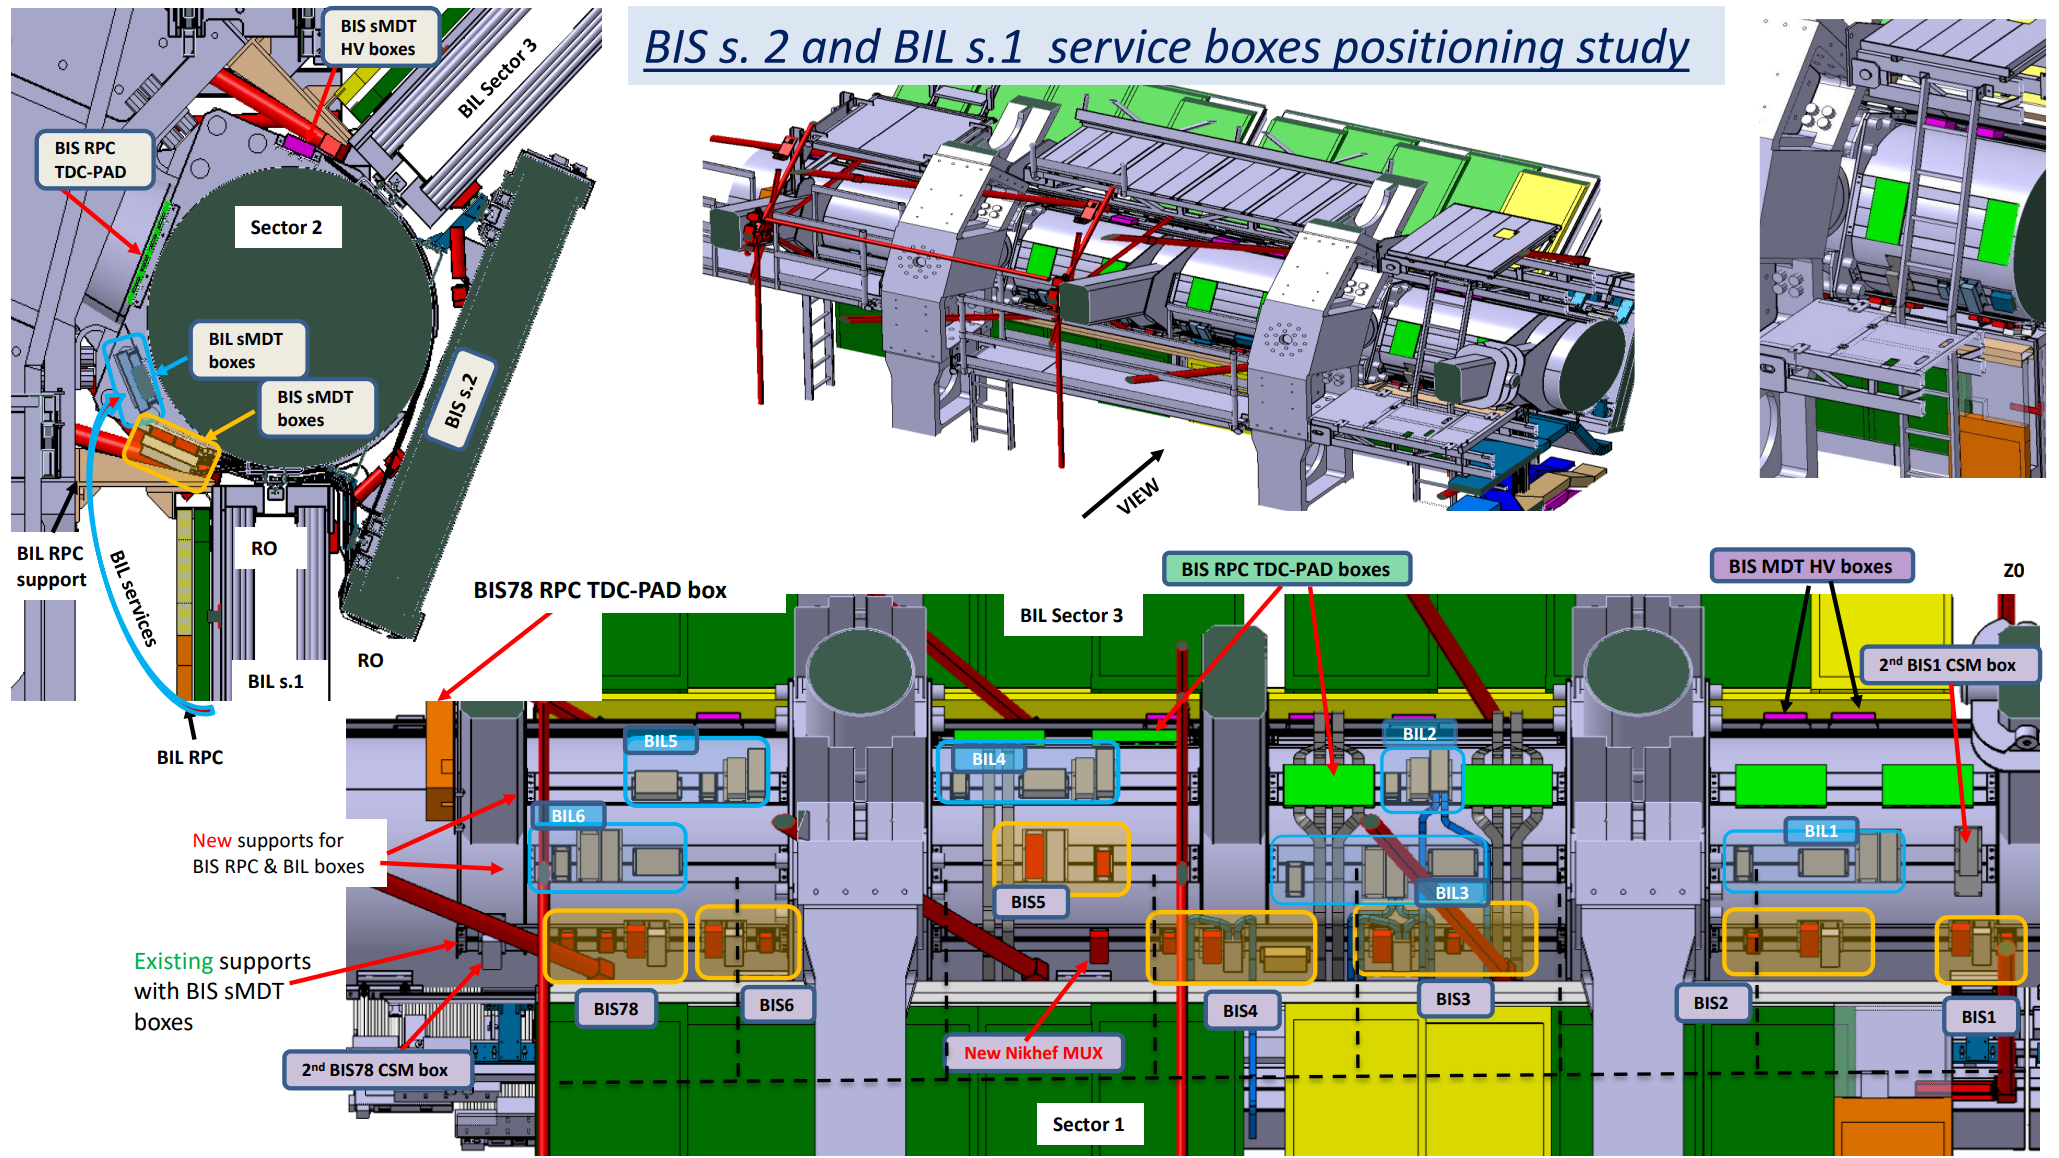 BIS s. 2 and BIL s.1 service boxes positioning study
BIS sMDT
HV boxes
BIL Sector 3
BIS RPC
TDC-PAD
Sector 2
BIL sMDT
boxes
BIS sMDT
boxes
BIS s.2
BIL RPC
support
BIL services
RO
BIL s.1
RO
BIL RPC
VIEW
BIS78 RPC TDC-PAD box
BIS RPC TDC-PAD boxes
BIS MDT HV boxes
Z0
BIL Sector 3
2nd BIS1 CSM box
BIL5
BIL4
BIL2
BIL6
BIL1
New supports for
BIS RPC & BIL boxes
BIL3
BIS5
Existing supports
with BIS sMDT
boxes
BIS78
BIS6
BIS4
BIS3
BIS2
BIS1
New Nikhef MUX
2nd BIS78 CSM box
Sector 1